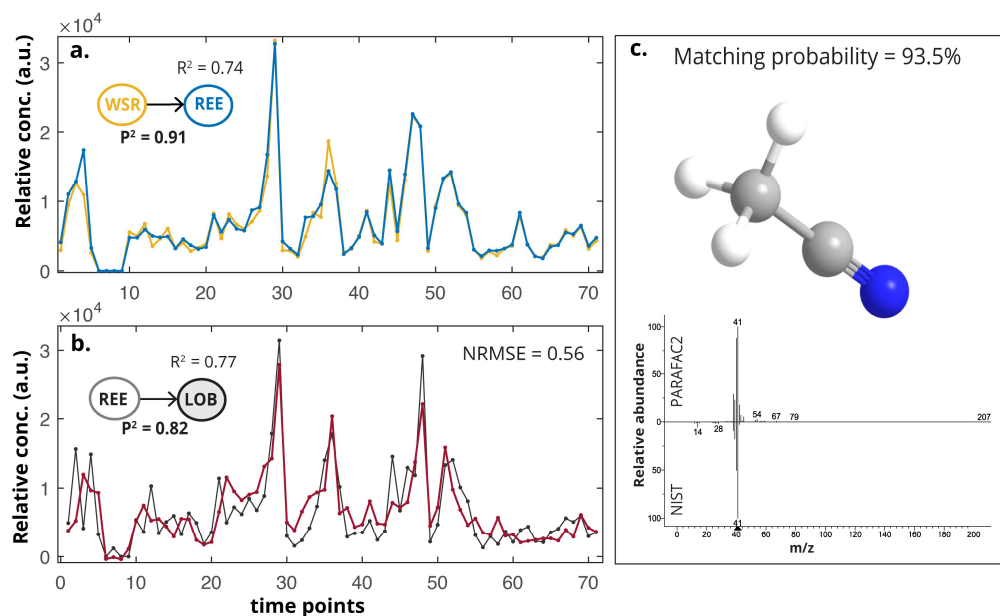 ×10⁴
a.
R² = 0.74
WSR
REE
P² = 0.91
Relative conc. (a.u.)
3
2
1
0
10 20 30 40 50 60 70
×10⁴
b.
R² = 0.77
NRMSE = 0.56
REE
LOB
P² = 0.82
Relative conc. (a.u.)
3
2
1
0
0 10 20 30 40 50 60 70
time points
c.
Matching probability = 93.5%
Relative abundance
PARAFAC2
NIST
100
50
0
50
100
41
14
28
54
67
79
207
41
0 20 40 60 80 100 120 140 160 180 200
m/z